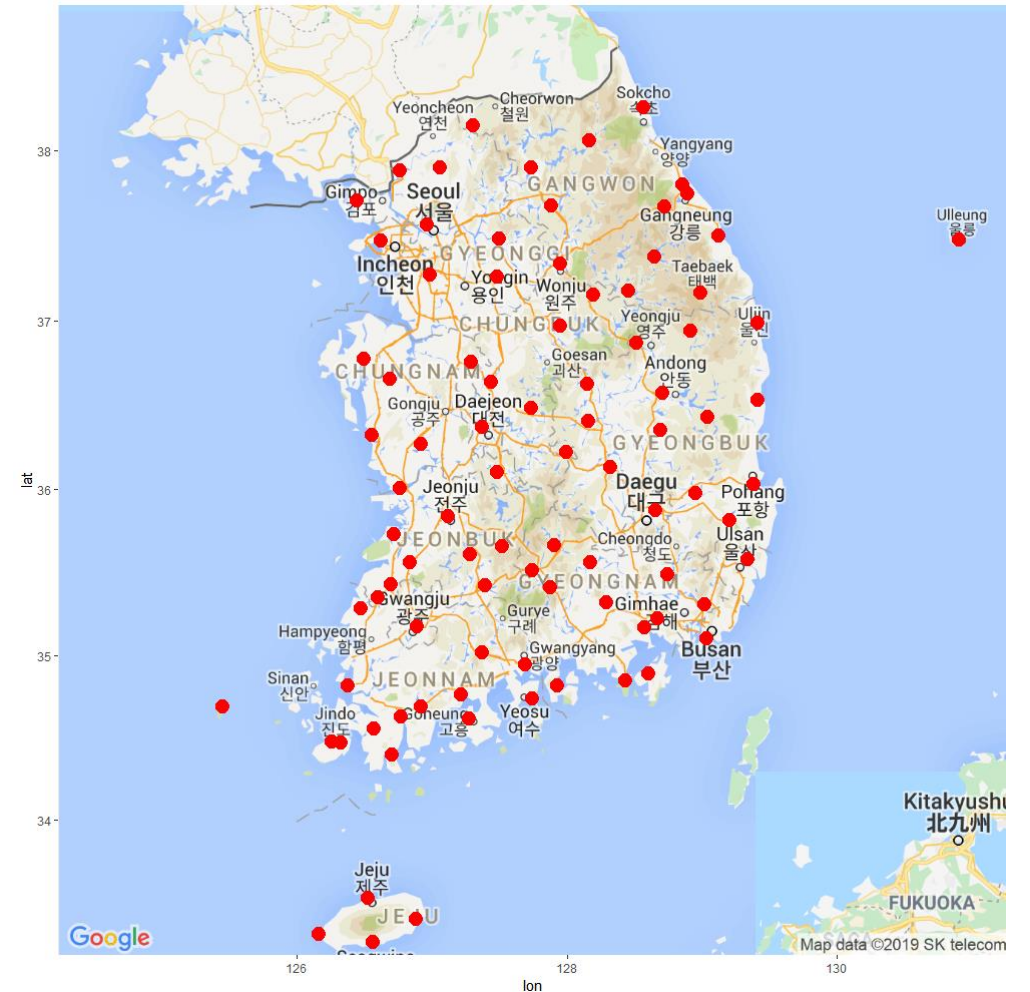 Sokcho
속초
Cheorwon
철원
Yeoncheon
연천
Yangyang
양양
38
GANGWON
Gimpo
김포
Seoul
서울
Gangneung
강릉
Ulleung
울릉
GYEONGGI
Incheon
인천
Yongin
용인
Wonju
원주
Taebaek
태백
37
CHUNGBUK
Yeongju
영주
Uljin
울진
Goesan
괴산
Andong
안동
CHUNGNAM
Gongju
공주
Daejeon
대전
GYEONGBUK
lat
36
Jeonju
전주
Daegu
대구
Pohang
포항
JEONBUK
Cheongdo
청도
Ulsan
울산
GYEONGNAM
Gwangju
광주
Gurye
구례
Gimhae
김해
Hampyeong
함평
Busan
부산
35
Gwangyang
광양
Sinan
신안
JEONNAM
Jindo
진도
Goheung
고흥
Yeosu
여수
34
Kitakyushu
北九州
Jeju
제주
JEJU
FUKUOKA
SAGA
Google
Map data ©2019 SK telecom
126
128
130
lon